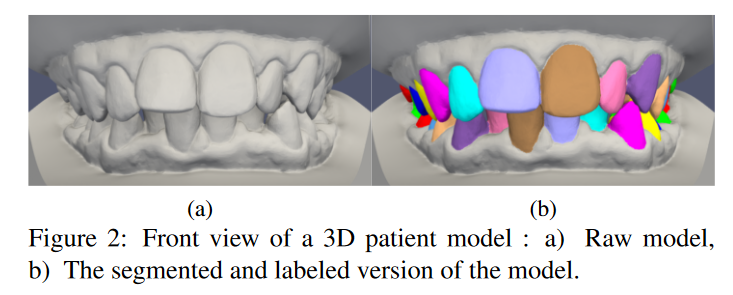 (a) (b)
Figure 2: Front view of a 3D patient model : a) Raw model,
b) The segmented and labeled version of the model.